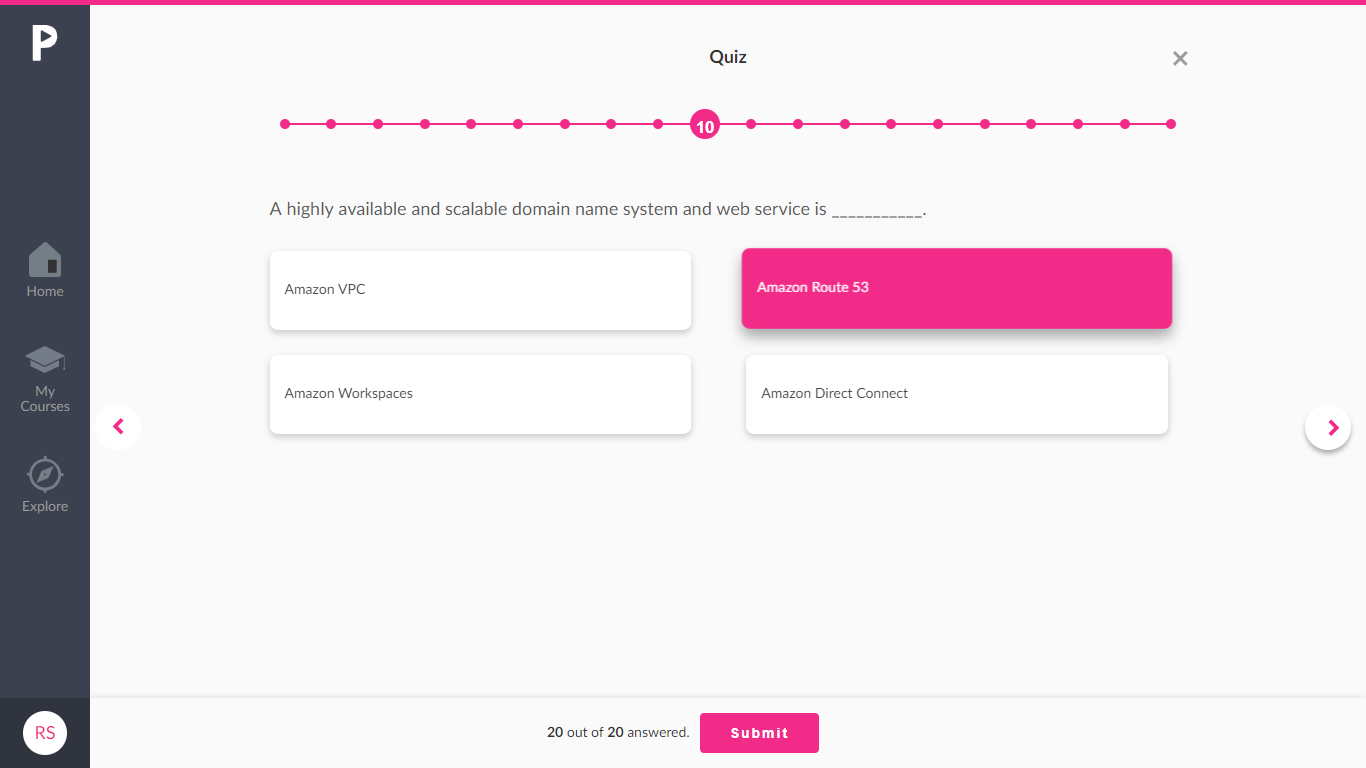 Quiz
10
A highly available and scalable domain name system and web service is ___________.
Amazon VPC
Amazon Route 53
Amazon Workspaces
Amazon Direct Connect
Home
My
Courses
Explore
RS
20 out of 20 answered.
Submit